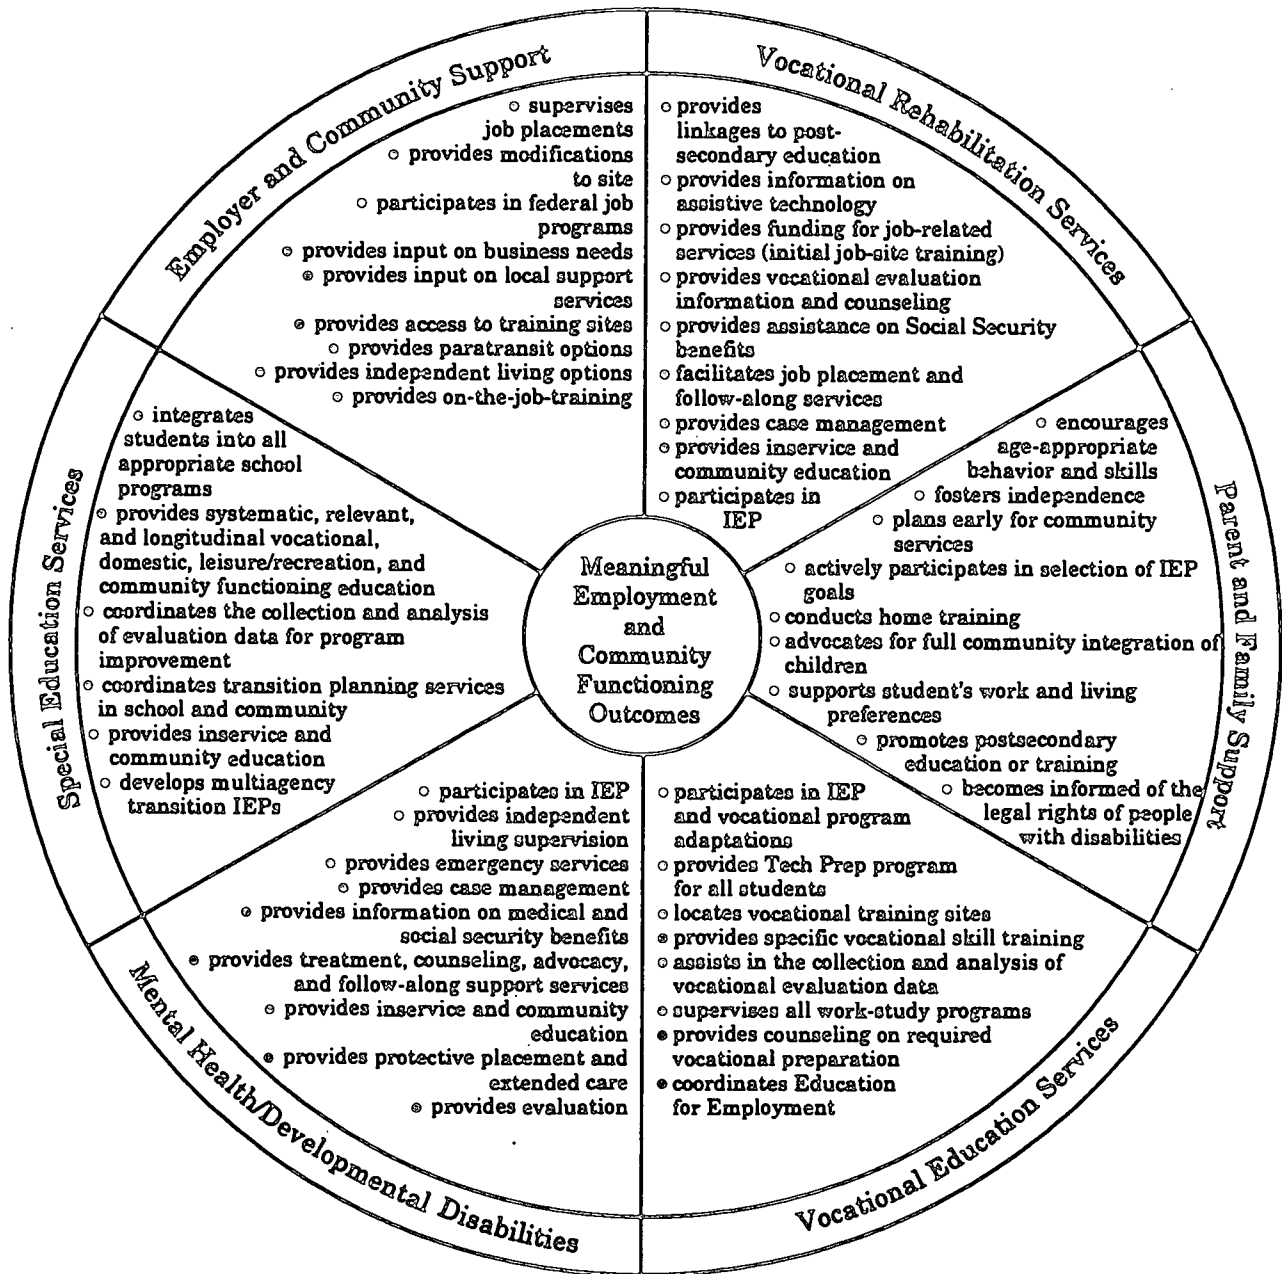 Employer and Community Support
○ supervises
job placements
○ provides modifications
to site
○ participates in federal job
programs
○ provides input on business needs
○ provides input on local support
services
○ provides access to training sites
○ provides paratransit options
○ provides independent living options
○ provides on-the-job-training
Vocational Rehabilitation Services
○ provides
linkages to post-
secondary education
○ provides information on
assistive technology
○ provides funding for job-related
services (initial job-site training)
○ provides vocational evaluation
information and counseling
○ provides assistance on Social Security
benefits
○ facilitates job placement and
follow-along services
○ provides case management
○ provides inservice and
community education
○ participates in
IEP
Parent and Family Support
○ encourages
age-appropriate
behavior and skills
○ fosters independence
○ plans early for community
services
○ actively participates in selection of IEP
goals
○ conducts home training
○ advocates for full community integration of
children
○ supports student's work and living
preferences
○ promotes postsecondary
education or training
○ becomes informed of the
legal rights of people
with disabilities
Vocational Education Services
○ participates in IEP
and vocational program
adaptations
○ provides Tech Prep program
for all students
○ locates vocational training sites
○ provides specific vocational skill training
○ assists in the collection and analysis of
vocational evaluation data
○ supervises all work-study programs
● provides counseling on required
vocational preparation
● coordinates Education
for Employment
Mental Health/Developmental Disabilities
○ participates in IEP
○ provides independent
living supervision
○ provides emergency services
○ provides case management
○ provides information on medical and
social security benefits
● provides treatment, counseling, advocacy,
and follow-along support services
○ provides inservice and community
education
● provides protective placement and
extended care
○ provides evaluation
Special Education Services
○ integrates
students into all
appropriate school
programs
○ provides systematic, relevant,
and longitudinal vocational,
domestic, leisure/recreation, and
community functioning education
○ coordinates the collection and analysis
of evaluation data for program
improvement
○ coordinates transition planning services
in school and community
○ provides inservice and
community education
○ develops multiagency
transition IEPs
Meaningful
Employment
and
Community
Functioning
Outcomes